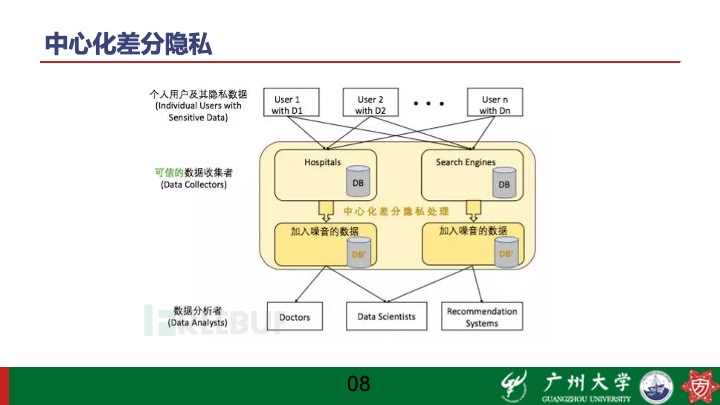 中心化差分隐私
个人用户及其隐私数据
(Individual Users with
Sensitive Data)
User 1
with D1
User 2
with D2
• • •
User n
with Dn
可信的数据收集者
(Data Collectors)
Hospitals
DB
Search Engines
DB
中心化差分隐私处理
加入噪音的数据
DB'
加入噪音的数据
DB'
数据分析者
(Data Analysts)
Doctors
Data Scientists
Recommendation
Systems
FREEBUF
08
广州大学
GUANGZHOU UNIVERSITY